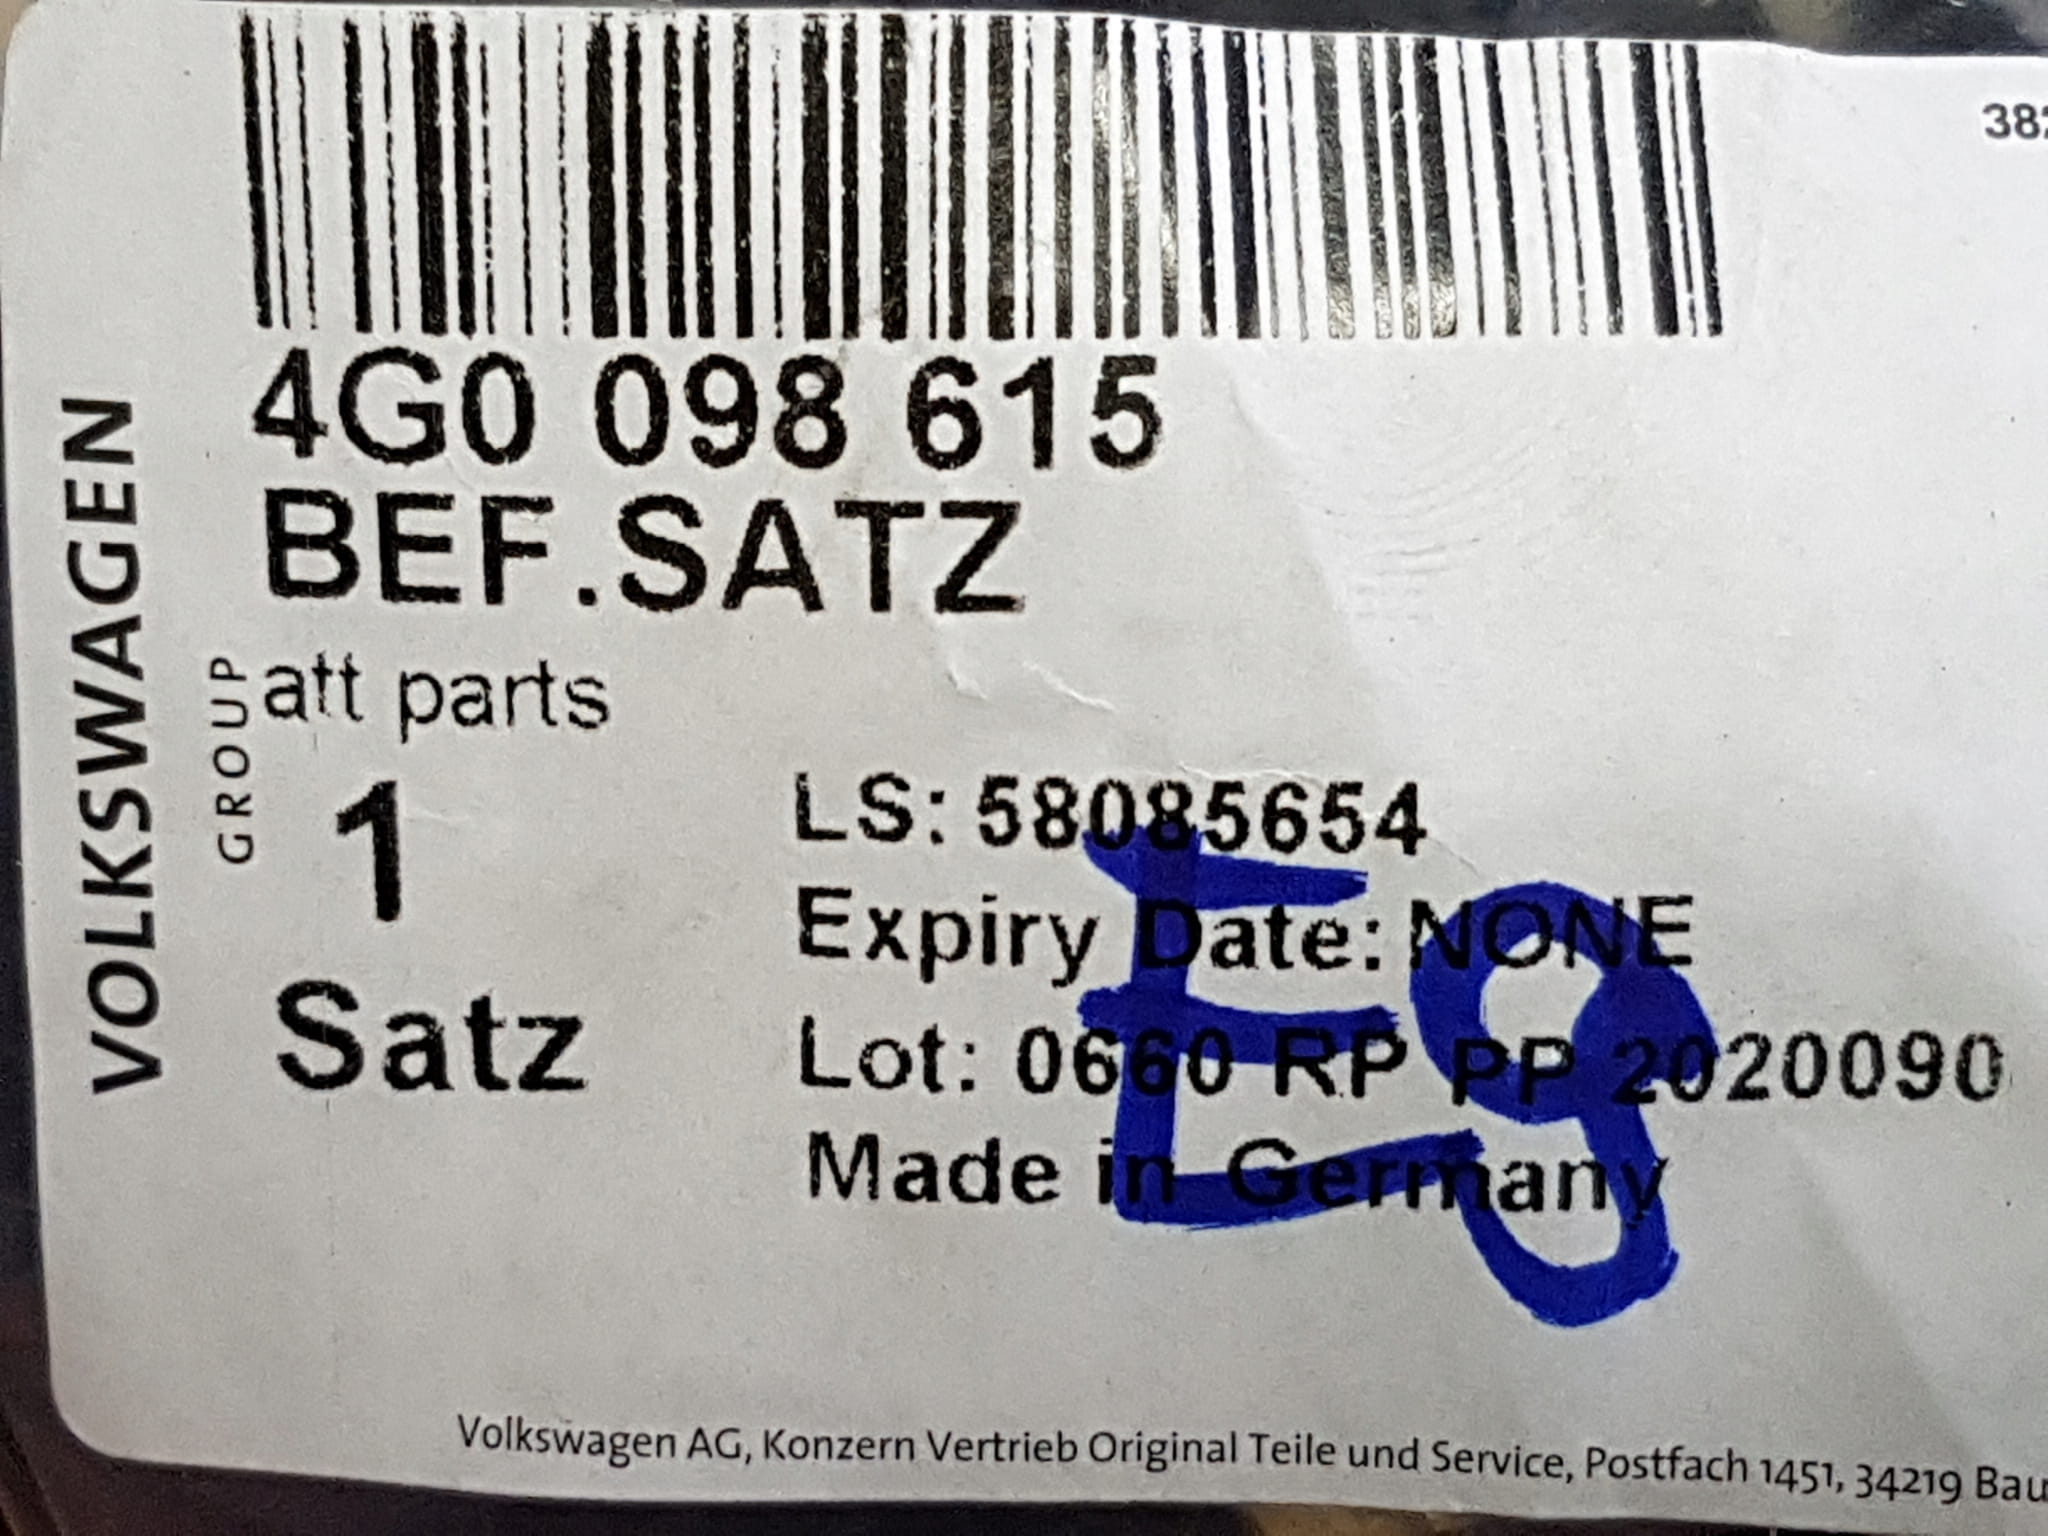 382
4G0 098 615
BEF.SATZ
att parts
VOLKSWAGEN
GROUP
1
Satz
LS: 58085654
Expiry Date: NONE
Lot: 0660 RP PP 2020090
Made in Germany
E9
Volkswagen AG, Konzern Vertrieb Original Teile und Service, Postfach 1451, 34219 Bau